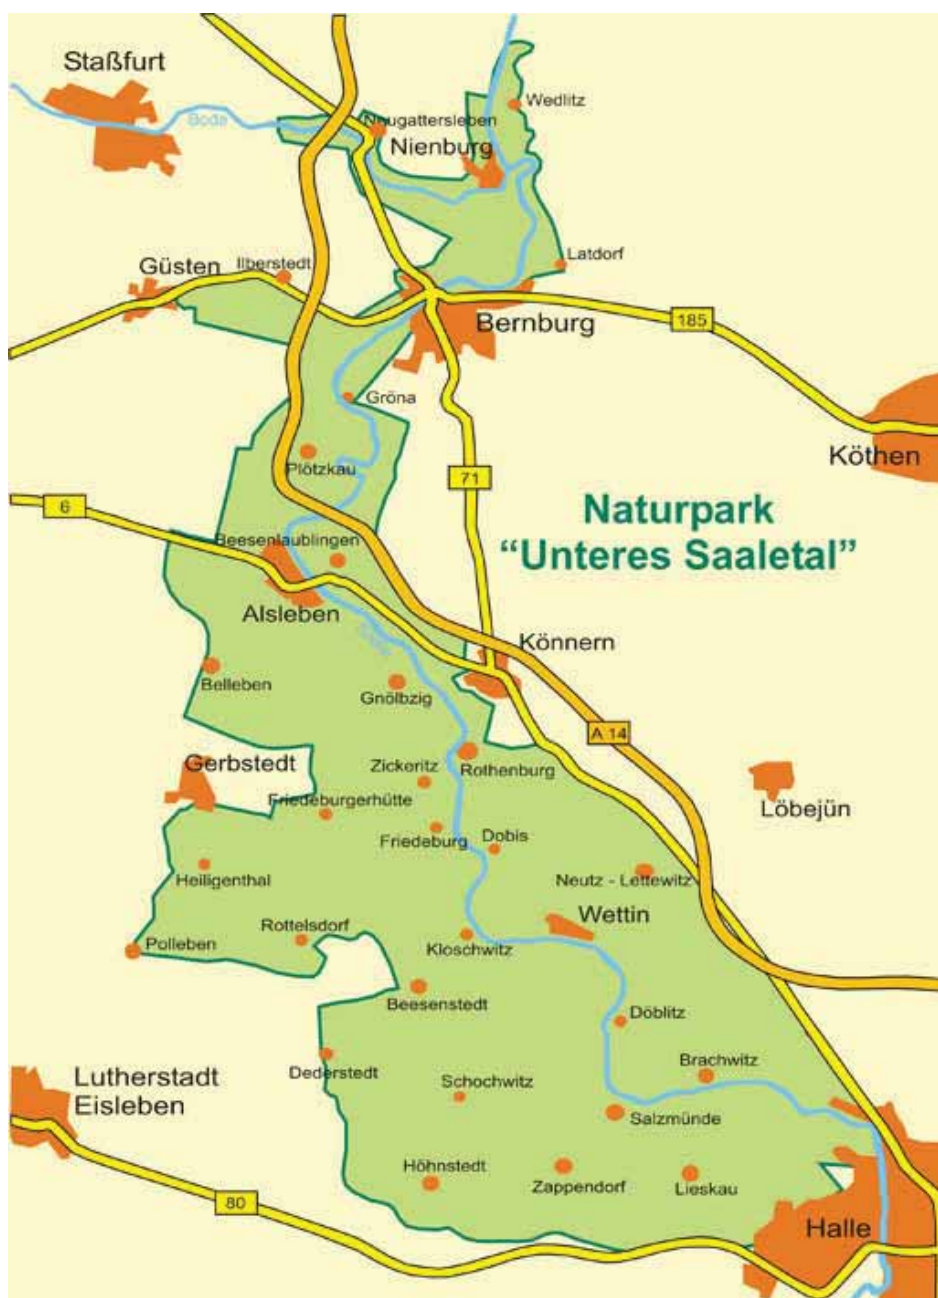 Staßfurt
Wedlitz
Bode
Neugattersleben
Nienburg
Latdorf
Ilberstedt
Güsten
Bernburg
185
Gröna
Köthen
Plötzkau
71
6
Naturpark
“Unteres Saaletal”
Beesenlaublingen
Alsleben
Könnern
Belleben
Gnölbzig
A 14
Gerbstedt
Zickeritz
Rothenburg
Friedeburgerhütte
Löbejün
Friedeburg
Dobis
Heiligenthal
Neutz - Lettewitz
Wettin
Rottelsdorf
Polleben
Kloschwitz
Beesenstedt
Döblitz
Brachwitz
Dederstedt
Lutherstadt
Eisleben
Schochwitz
Salzmünde
Höhnstedt
Zappendorf
Lieskau
80
Halle